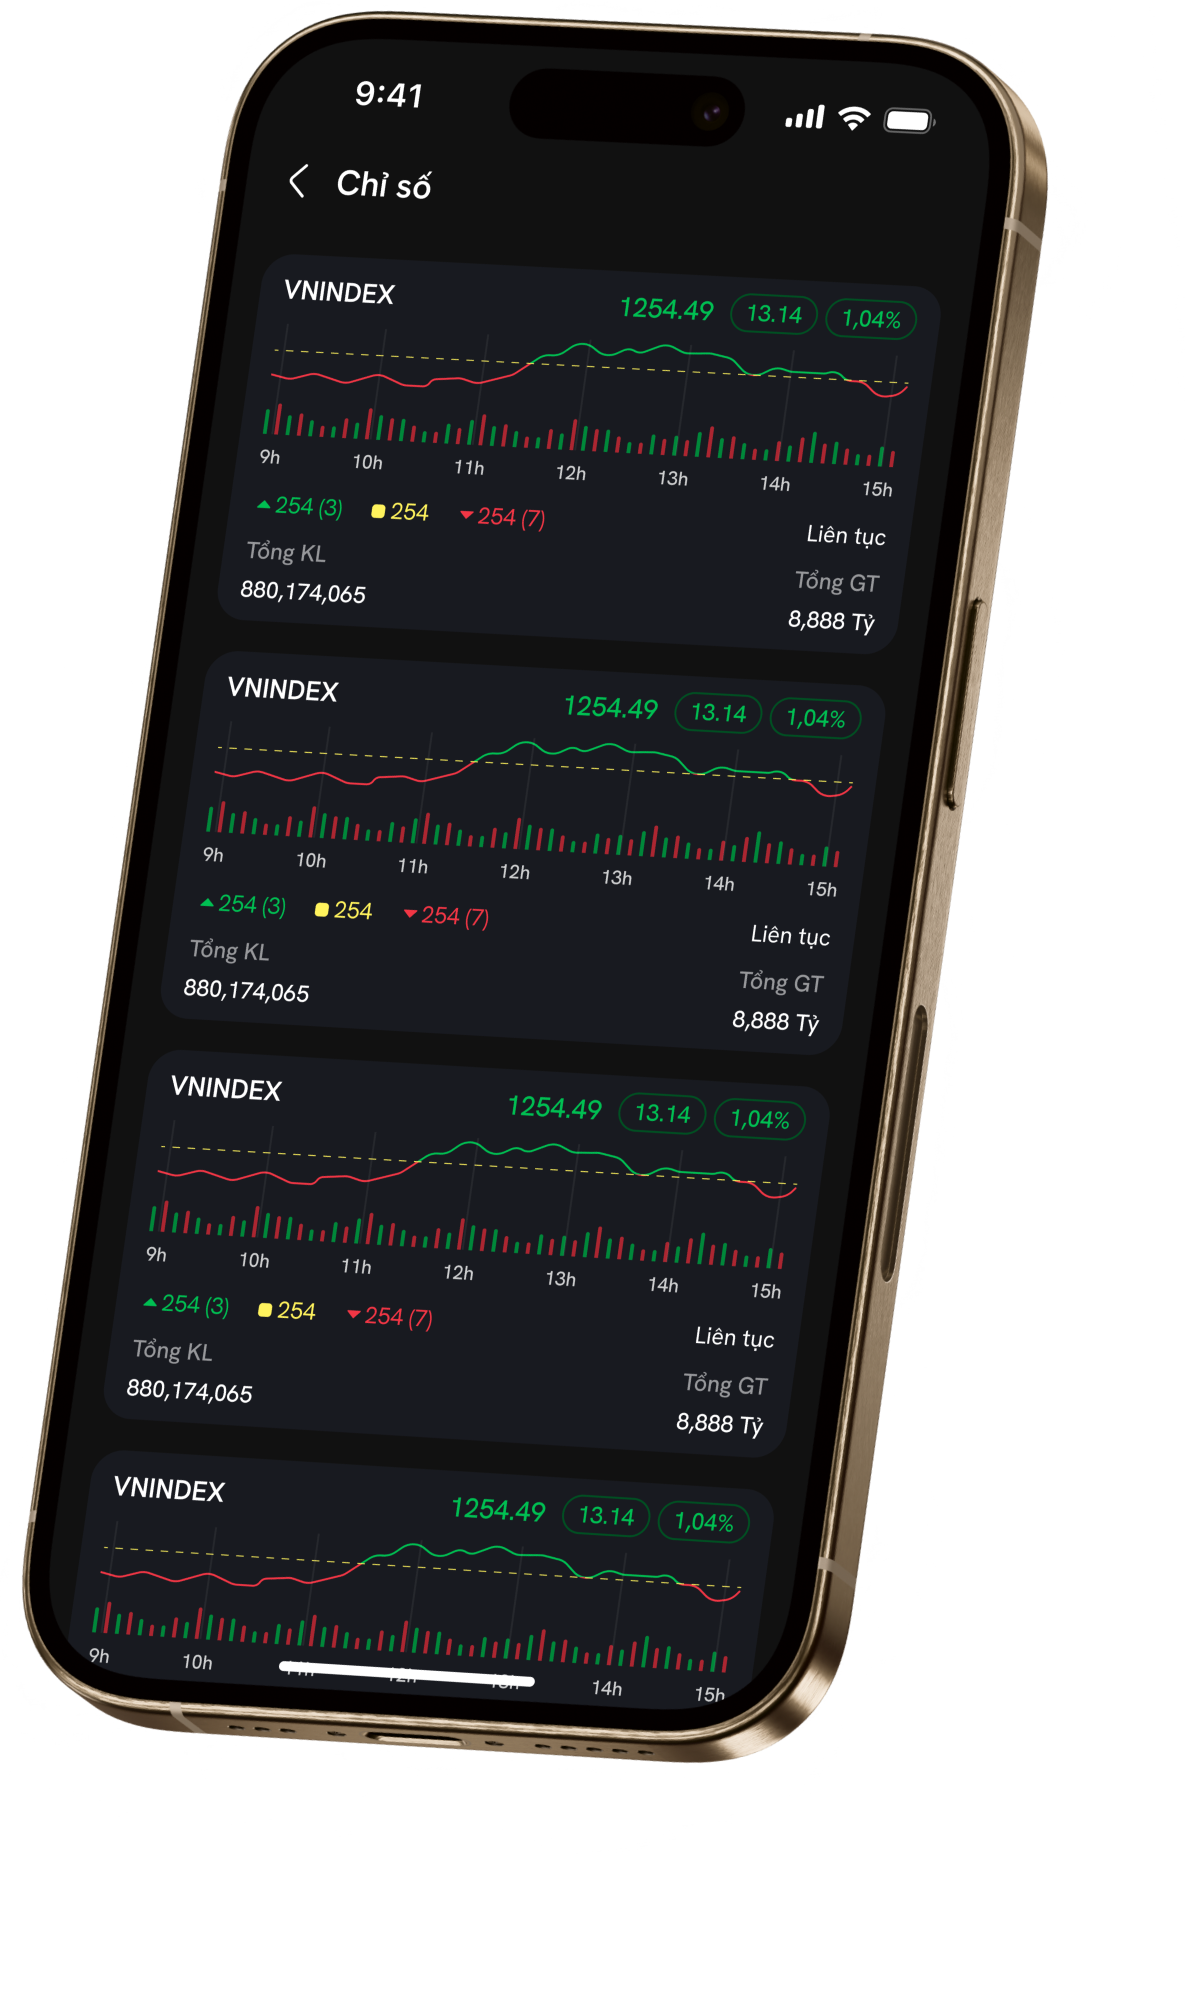 9:41
Chỉ số
VNINDEX 1254.49 13.14 1,04%
9h 10h 11h 12h 13h 14h 15h
254 (3) 254 254 (7) Liên tục
Tổng KL Tổng GT
880,174,065 8,888 Tỷ
VNINDEX 1254.49 13.14 1,04%
9h 10h 11h 12h 13h 14h 15h
254 (3) 254 254 (7) Liên tục
Tổng KL Tổng GT
880,174,065 8,888 Tỷ
VNINDEX 1254.49 13.14 1,04%
9h 10h 11h 12h 13h 14h 15h
254 (3) 254 254 (7) Liên tục
Tổng KL Tổng GT
880,174,065 8,888 Tỷ
VNINDEX 1254.49 13.14 1,04%
9h 10h 14h 15h